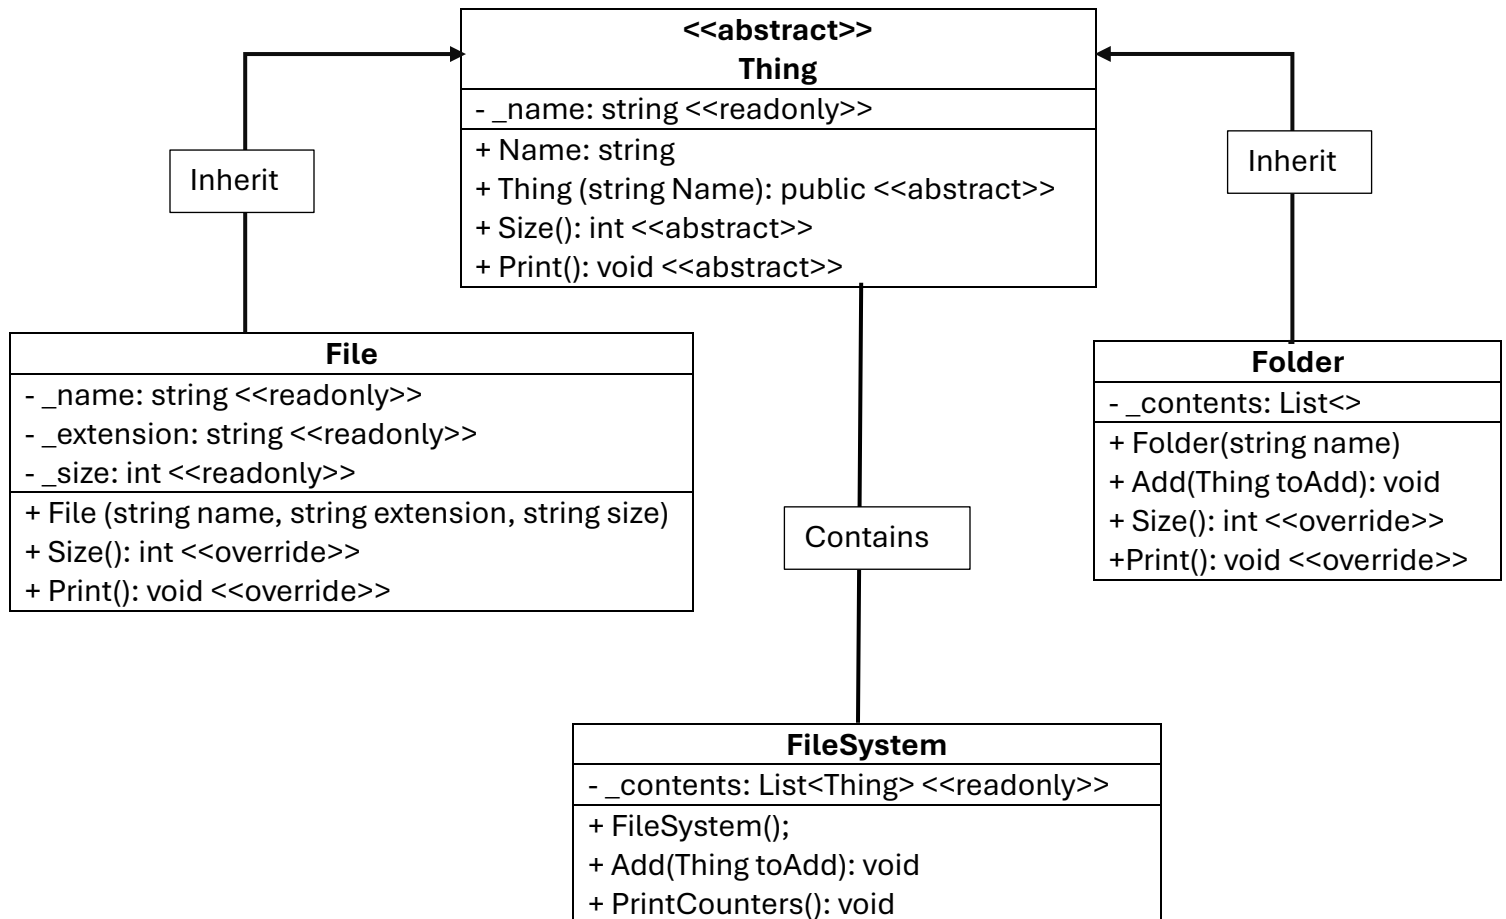 <<abstract>>
Thing
- _name: string <<readonly>>
+ Name: string
+ Thing (string Name): public <<abstract>>
+ Size(): int <<abstract>>
+ Print(): void <<abstract>>
Inherit
Inherit
File
- _name: string <<readonly>>
- _extension: string <<readonly>>
- _size: int <<readonly>>
+ File (string name, string extension, string size)
+ Size(): int <<override>>
+ Print(): void <<override>>
Folder
- _contents: List<>
+ Folder(string name)
+ Add(Thing toAdd): void
+ Size(): int <<override>>
+Print(): void <<override>>
Contains
FileSystem
- _contents: List<Thing> <<readonly>>
+ FileSystem();
+ Add(Thing toAdd): void
+ PrintCounters(): void